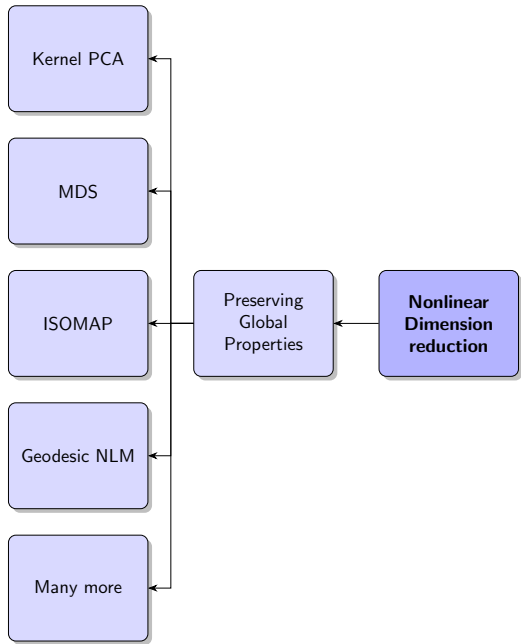 Kernel PCA
MDS
ISOMAP
Geodesic NLM
Many more
Preserving
Global
Properties
Nonlinear
Dimension
reduction